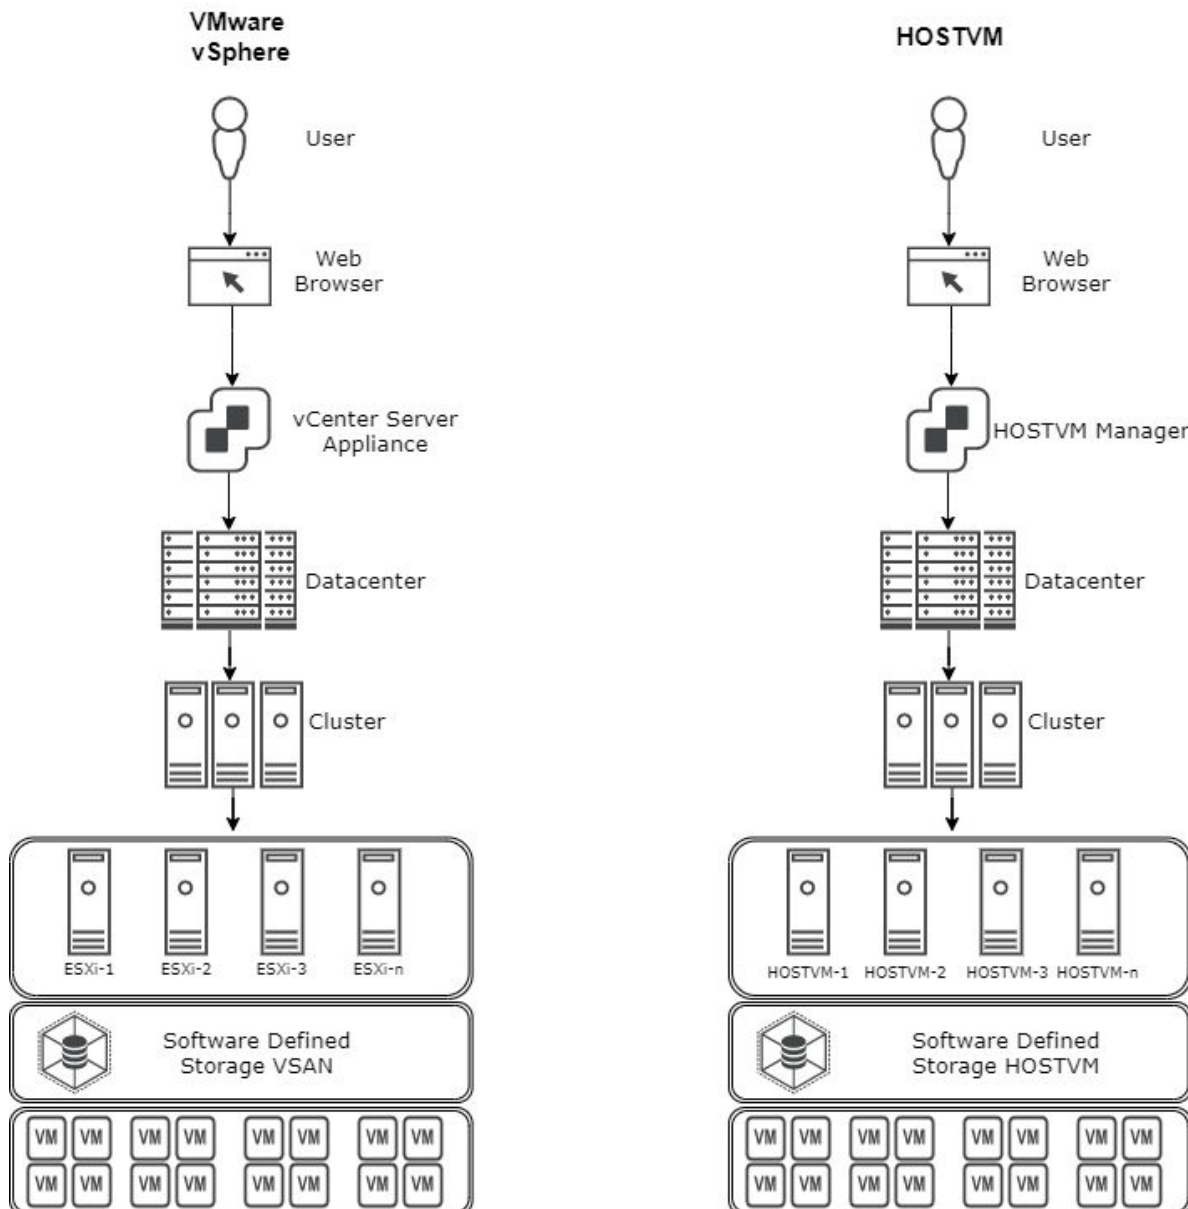 VMware
vSphere
User
Web
Browser
vCenter Server
Appliance
Datacenter
Cluster
ESXi-1 ESXi-2 ESXi-3 ESXi-n
Software Defined
Storage VSAN
VM VM VM VM VM VM VM VM
VM VM VM VM VM VM VM VM
HOSTVM
User
Web
Browser
HOSTVM Manager
Datacenter
Cluster
HOSTVM-1 HOSTVM-2 HOSTVM-3 HOSTVM-n
Software Defined
Storage HOSTVM
VM VM VM VM VM VM VM VM
VM VM VM VM VM VM VM VM